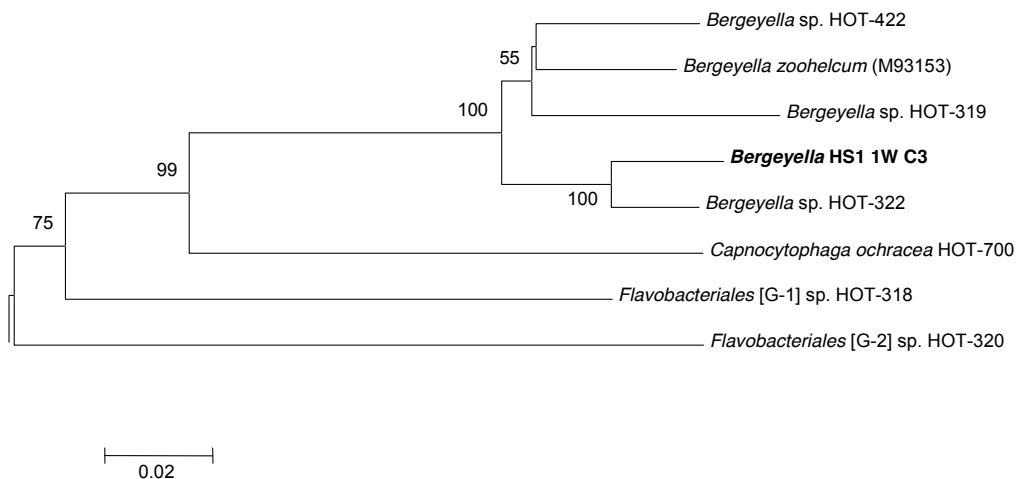 Bergeyella sp. HOT-422
55
Bergeyella zoohelcum (M93153)
100
Bergeyella sp. HOT-319
99
Bergeyella HS1 1W C3
100
Bergeyella sp. HOT-322
75
Capnocytophaga ochracea HOT-700
Flavobacteriales [G-1] sp. HOT-318
Flavobacteriales [G-2] sp. HOT-320
0.02